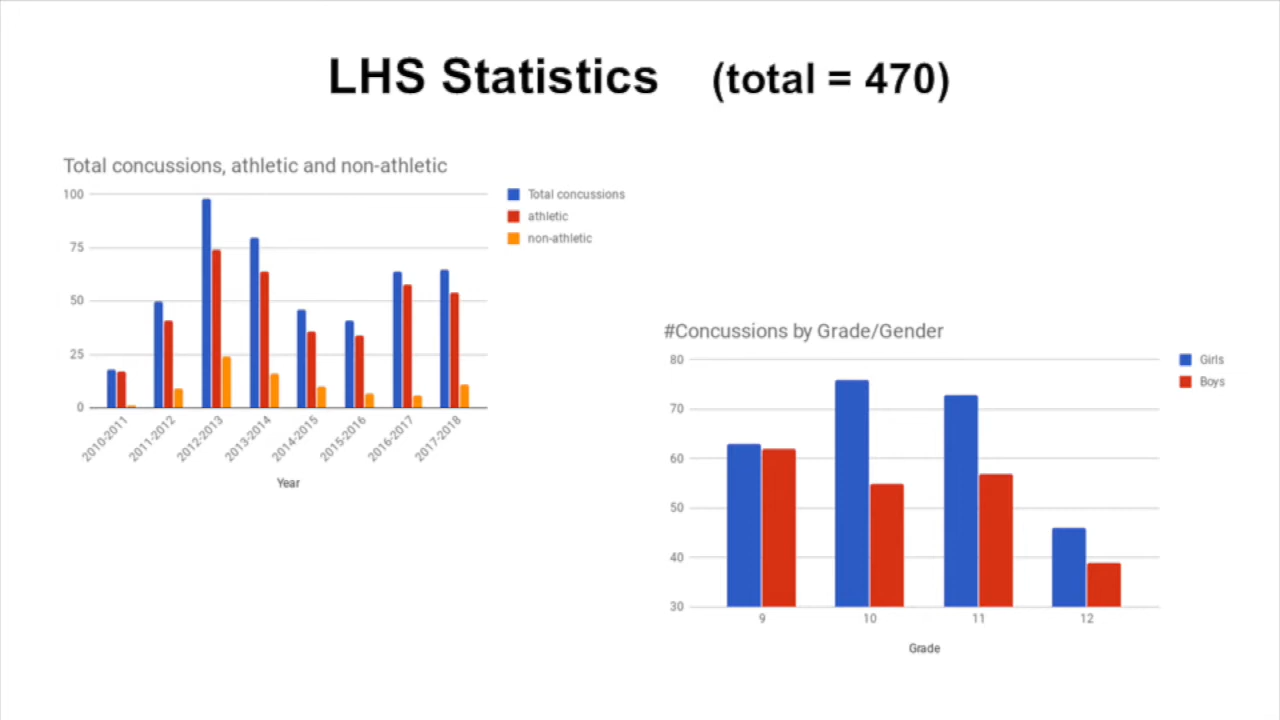 LHS Statistics (total = 470)
Total concussions, athletic and non-athletic
100
75
50
25
0
2010-2011
2011-2012
2012-2013
2013-2014
2014-2015
2015-2016
2016-2017
2017-2018
Year
Total concussions
athletic
non-athletic
#Concussions by Grade/Gender
80
70
60
50
40
30
9
10
11
12
Grade
Girls
Boys